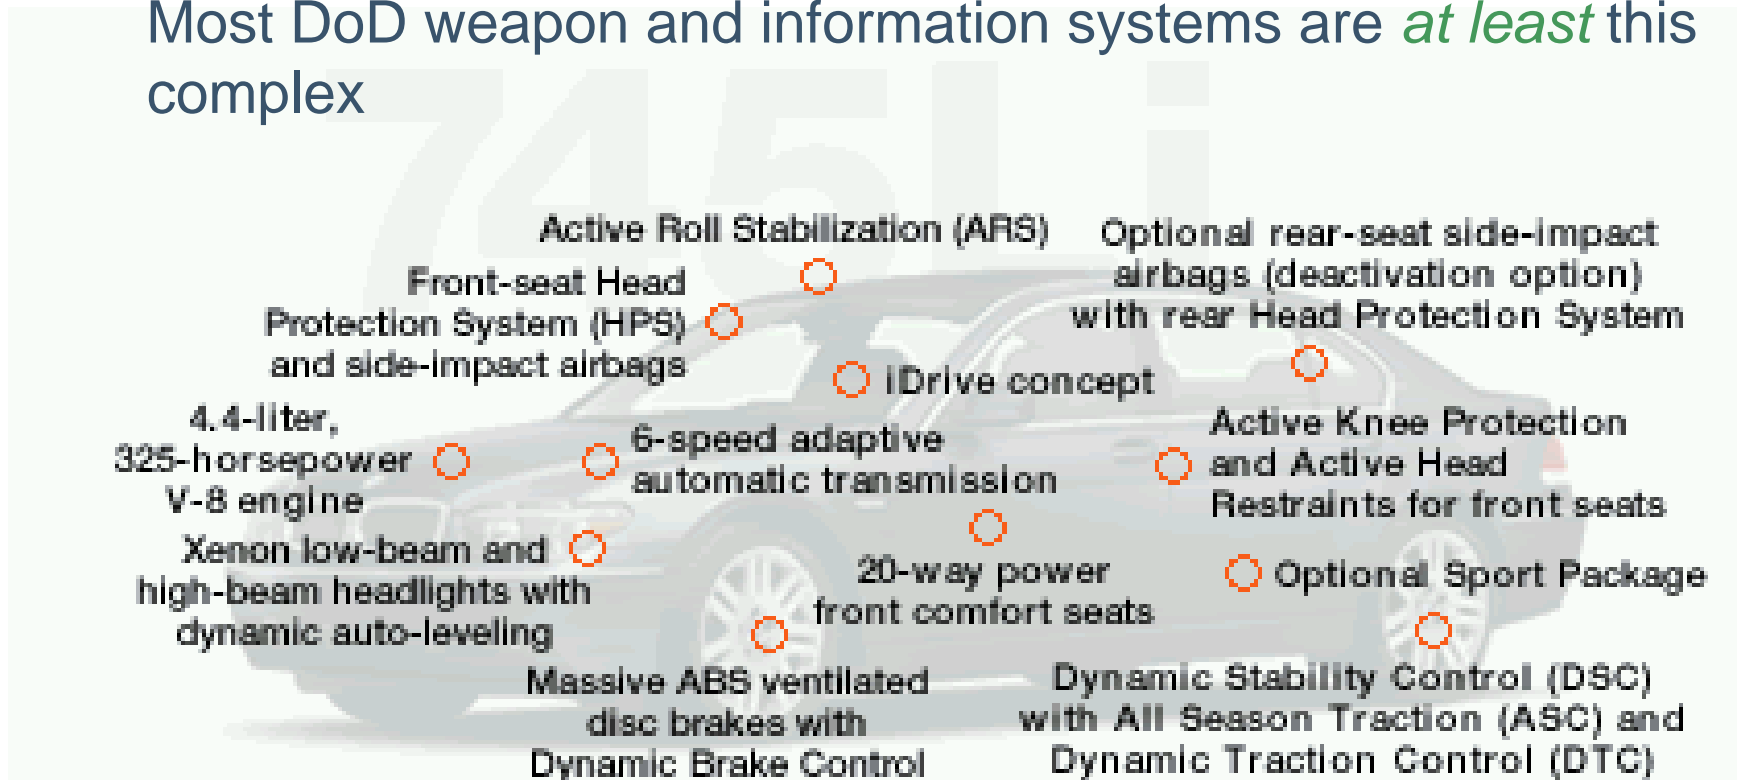 Most DoD weapon and information systems are at least this
complex
745Li
Active Roll Stabilization (ARS)
Front-seat Head
Protection System (HPS)
and side-impact airbags
Optional rear-seat side-impact
airbags (deactivation option)
with rear Head Protection System
iDrive concept
4.4-liter,
325-horsepower
V-8 engine
6-speed adaptive
automatic transmission
Active Knee Protection
and Active Head
Restraints for front seats
Xenon low-beam and
high-beam headlights with
dynamic auto-leveling
20-way power
front comfort seats
Optional Sport Package
Massive ABS ventilated
disc brakes with
Dynamic Brake Control
Dynamic Stability Control (DSC)
with All Season Traction (ASC) and
Dynamic Traction Control (DTC)